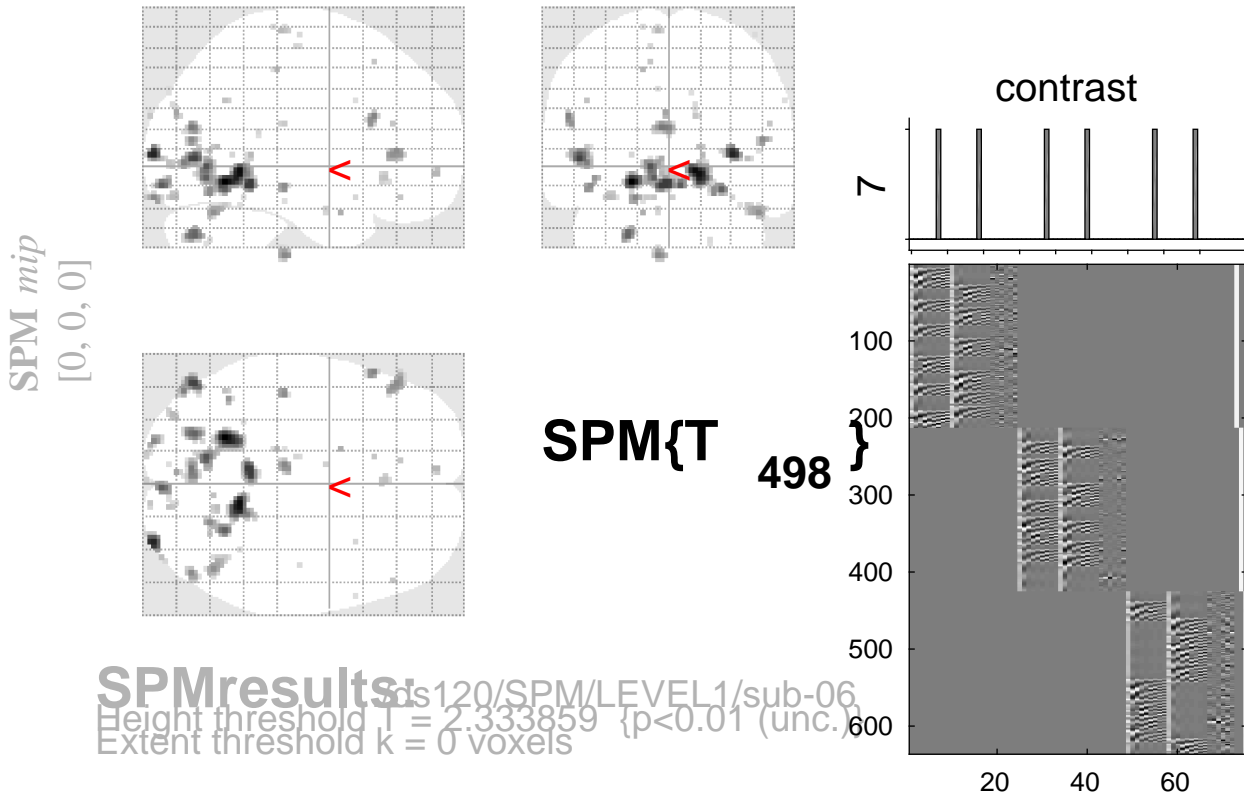 SPM mip
[0, 0, 0]
<
<
<
SPM{T 498 }
contrast
7
100
200
300
400
500
600
20 40 60
SPMresults: /ds120/SPM/LEVEL1/sub-06
Height threshold T = 2.333859 {p<0.01 (unc.)}
Extent threshold k = 0 voxels